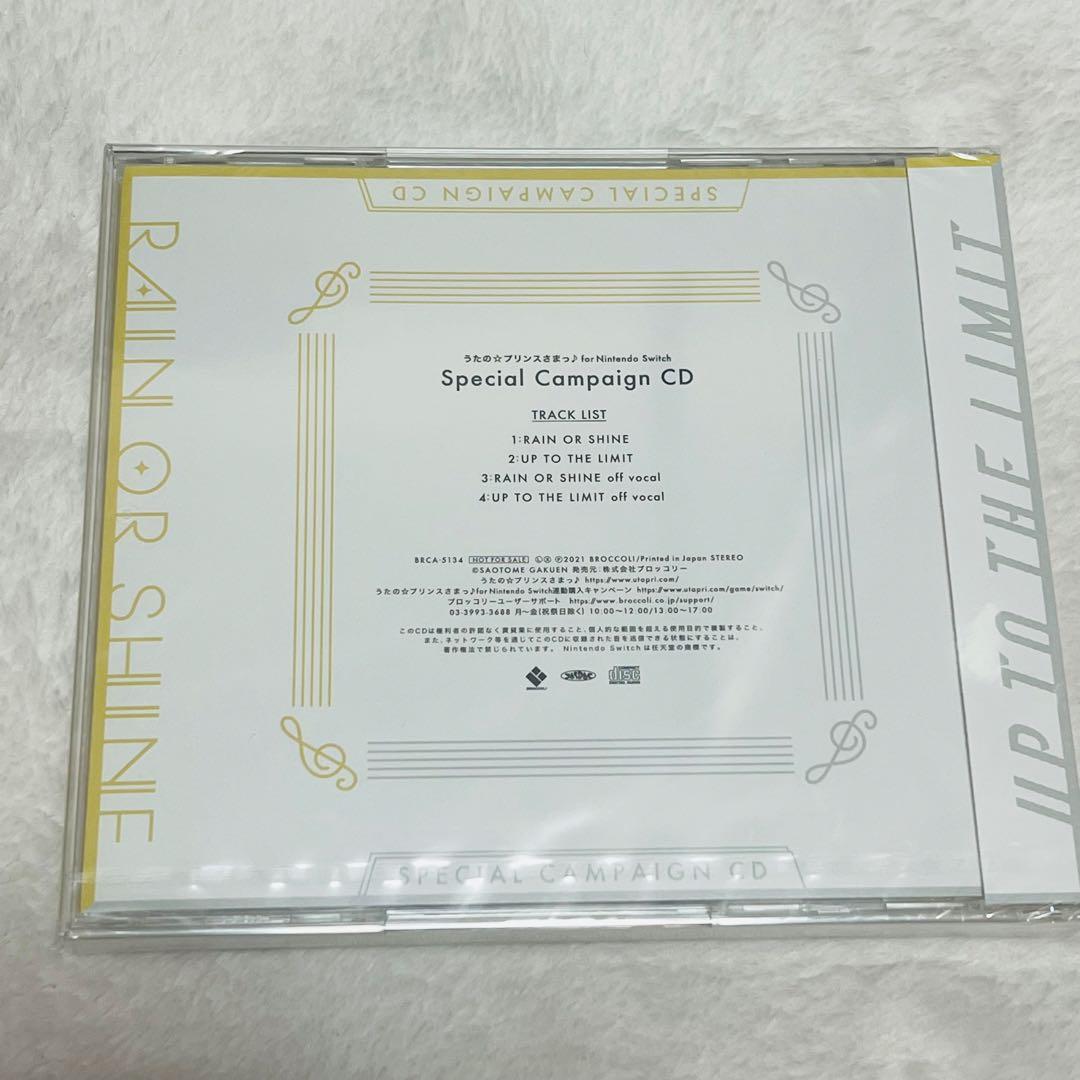 SPECIAL CAMPAIGN CD
RAIN OR SHINE
UP TO THE LIMIT
うたの☆プリンスさまっ♪ for Nintendo Switch
Special Campaign CD
TRACK LIST
1:RAIN OR SHINE
2:UP TO THE LIMIT
3:RAIN OR SHINE off vocal
4:UP TO THE LIMIT off vocal
BRCA-5134 NOT FOR SALE ⓁⓍⓅ2021 BROCCOLI/Printed in Japan STEREO
©SAOTOME GAKUEN 発売元:株式会社ブロッコリー
うたの☆プリンスさまっ♪ https://www.utapri.com/
うたの☆プリンスさまっ♪for Nintendo Switch連動購入キャンペーン https://www.utapri.com/game/switch/
ブロッコリーユーザーサポート https://www.broccoli.co.jp/support/
03-3993-3688 月〜金(祝祭日除く) 10:00〜12:00/13:00〜17:00
このCDは権利者の許諾なく賃貸業に使用すること、個人的な範囲を超える使用目的で複製すること、
また、ネットワーク等を通じてこのCDに収録された音を送信できる状態にすることは、
著作権法で禁じられています。 Nintendo Switchは任天堂の商標です。
BROCCOLI
COMPACT
disc
DIGITAL AUDIO
SPECIAL CAMPAIGN CD